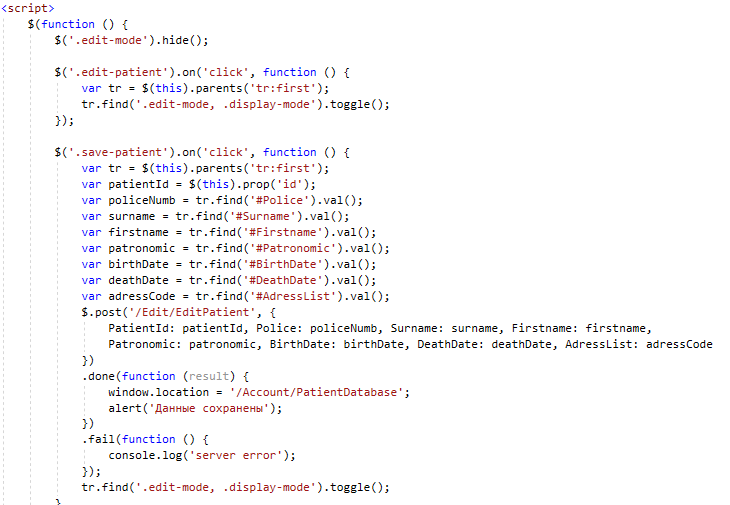 <script>
$(function () {
$('.edit-mode').hide();
$('.edit-patient').on('click', function () {
var tr = $(this).parents('tr:first');
tr.find('.edit-mode, .display-mode').toggle();
});
$('.save-patient').on('click', function () {
var tr = $(this).parents('tr:first');
var patientId = $(this).prop('id');
var policeNumb = tr.find('#Police').val();
var surname = tr.find('#Surname').val();
var firstname = tr.find('#Firstname').val();
var patronomic = tr.find('#Patronomic').val();
var birthDate = tr.find('#BirthDate').val();
var deathDate = tr.find('#DeathDate').val();
var adressCode = tr.find('#AdressList').val();
$.post('/Edit/EditPatient', {
PatientId: patientId, Police: policeNumb, Surname: surname, Firstname: firstname,
Patronomic: patronomic, BirthDate: birthDate, DeathDate: deathDate, AdressList: adressCode
})
.done(function (result) {
window.location = '/Account/PatientDatabase';
alert('Данные сохранены');
})
.fail(function () {
console.log('server error');
});
tr.find('.edit-mode, .display-mode').toggle();